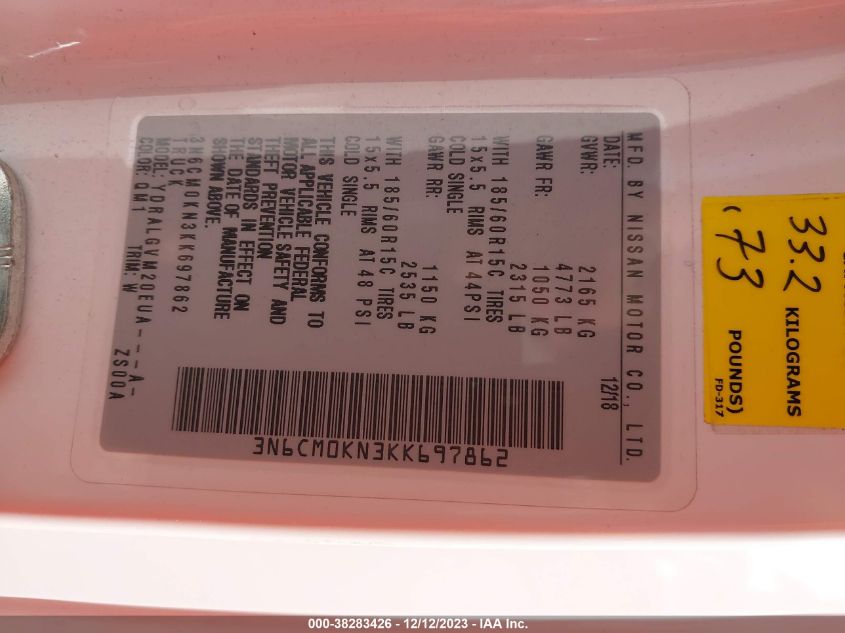 MFD. BY NISSAN MOTOR CO., LTD.
DATE: 12/18
GVWR: 2165 KG
4773 LB
GAWR FR: 1050 KG
2315 LB
WITH 185/60R15C TIRES
15x5.5 RIMS AT 44PSI
COLD SINGLE
GAWR RR: 1150 KG
2535 LB
WITH 185/60R15C TIRES
15x5.5 RIMS AT 48 PSI
COLD SINGLE
THIS VEHICLE CONFORMS TO
ALL APPLICABLE FEDERAL
MOTOR VEHICLE SAFETY AND
THEFT PREVENTION
STANDARDS IN EFFECT ON
THE DATE OF MANUFACTURE
SHOWN ABOVE.
3N6CM0KN3KK697862
TRUCK
MODEL: YDRALGVM20EUA---A-
COLOR: QM1 TRIM: W ZS00A
3N6CM0KN3KK697862
33.2 KILOGRAMS
(73 POUNDS)
FD-317
000-38283426 - 12/12/2023 - IAA Inc.